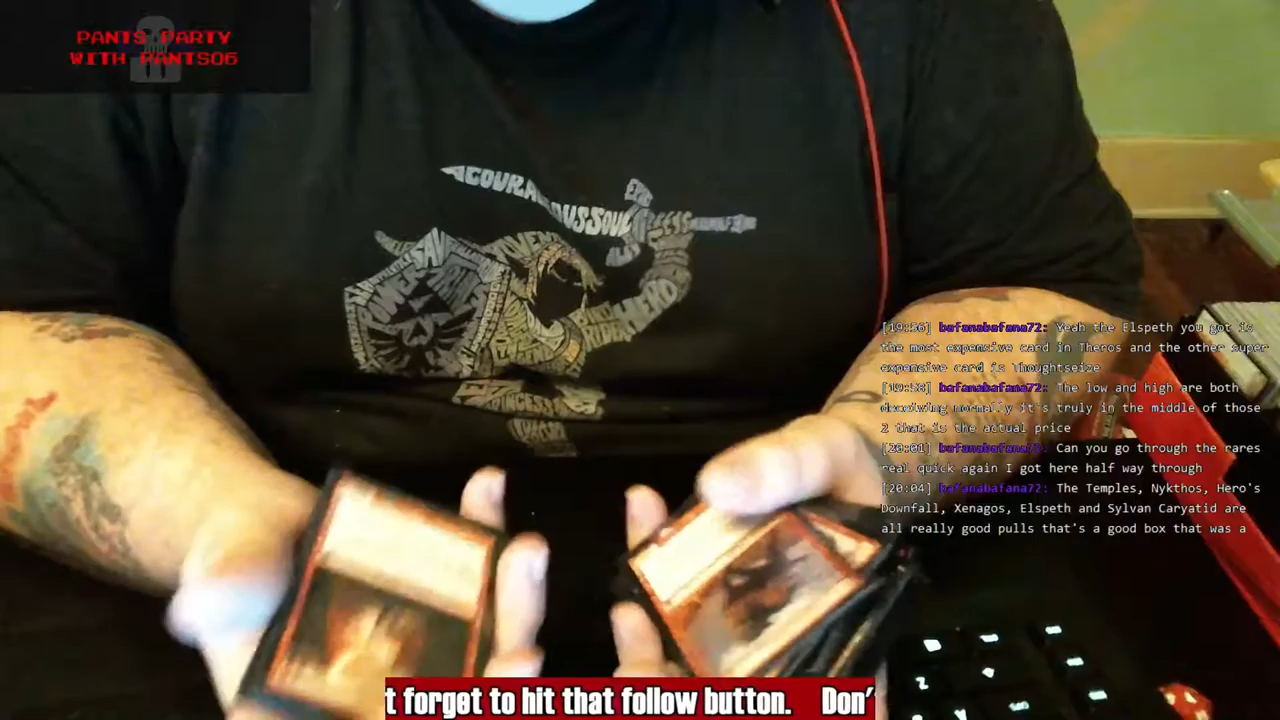 PANTS PARTY
WITH PANTS06
A COURAGEOUS SOUL
HERO
POWER
[19:56] bafanabafana72: Yeah the Elspeth you got is
the most expensive card in Theros and the other super
expensive card is Thoughtseize
[19:58] bafanabafana72: The low and high are both
deceiving normally it's truly in the middle of those
2 that is the actual price
[20:01] bafanabafana72: Can you go through the rares
real quick again I got here half way through
[20:04] bafanabafana72: The Temples, Nykthos, Hero's
Downfall, Xenagos, Elspeth and Sylvan Caryatid are
all really good pulls that's a good box that was a
Z
t forget to hit that follow button. Don'